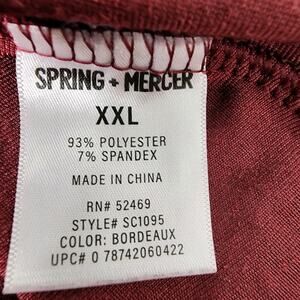 SPRING + MERCER
XXL
93% POLYESTER
7% SPANDEX
MADE IN CHINA
RN# 52469
STYLE# SC1095
COLOR: BORDEAUX
UPC# 0 78742060422